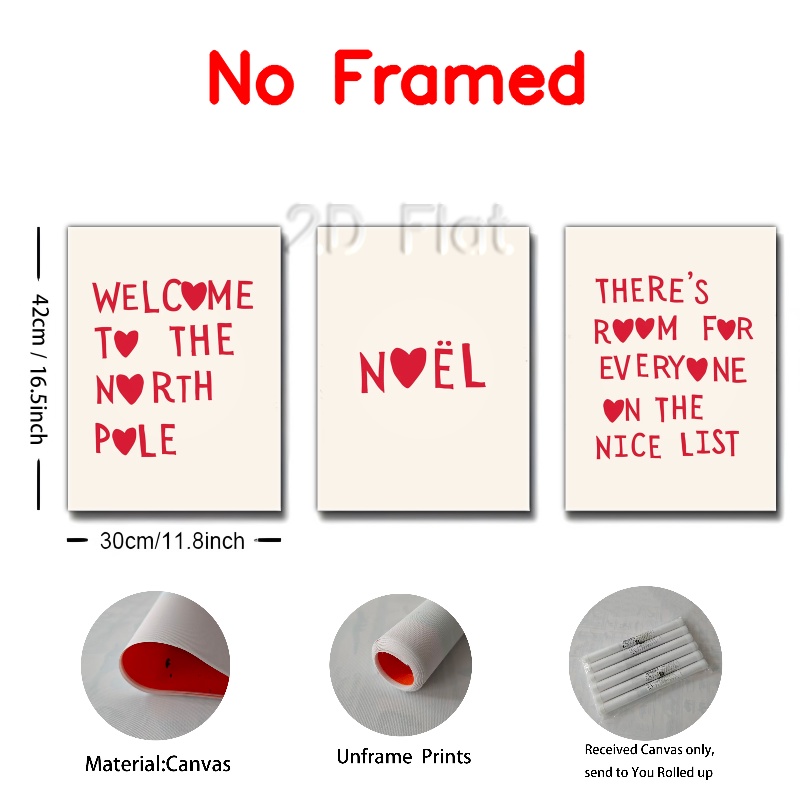 No Framed
2D Flat
WELCOME
TO THE
NORTH
POLE
NOËL
THERE'S
ROOM FOR
EVERYONE
ON THE
NICE LIST
42cm / 16.5inch
30cm/11.8inch
Material:Canvas
Unframe Prints
Received Canvas only,
send to You Rolled up